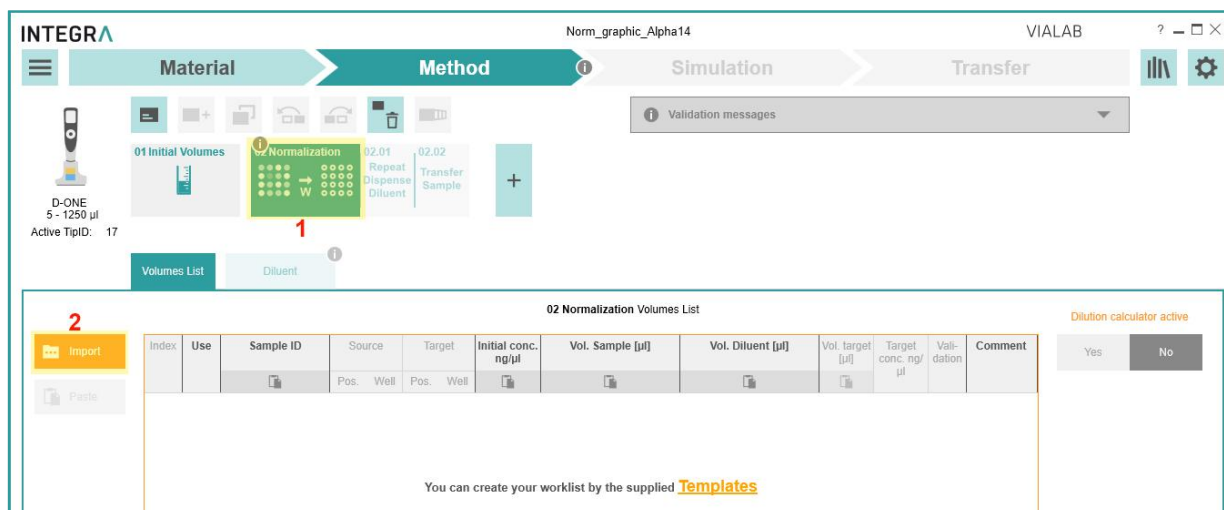 INTEGRA
Norm_graphic_Alpha14
VIALAB
?
Material
Method
i
Simulation
Transfer
i Validation messages
01 Initial Volumes
i
02 Normalization
W
02.01
Repeat
Dispense
Diluent
02.02
Transfer
Sample
+
D-ONE
5 - 1250 µl
Active TipID: 17
1
Volumes List
Diluent
i
02 Normalization Volumes List
2
Import
Paste
Index
Use
Sample ID
Source
Target
Initial conc.
ng/µl
Vol. Sample [µl]
Vol. Diluent [µl]
Vol. target
[µl]
Target
conc. ng/
µl
Vali-
dation
Comment
Pos. Well Pos. Well
Dilution calculator active
Yes No
You can create your worklist by the supplied Templates